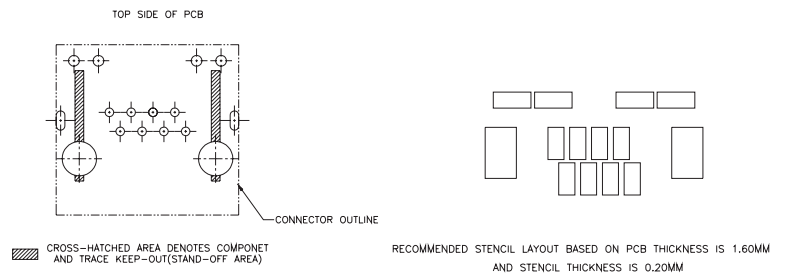 TOP SIDE OF PCB
CONNECTOR OUTLINE
CROSS-HATCHED AREA DENOTES COMPONET
AND TRACE KEEP-OUT(STAND-OFF AREA)
RECOMMENDED STENCIL LAYOUT BASED ON PCB THICKNESS IS 1.60MM
AND STENCIL THICKNESS IS 0.20MM